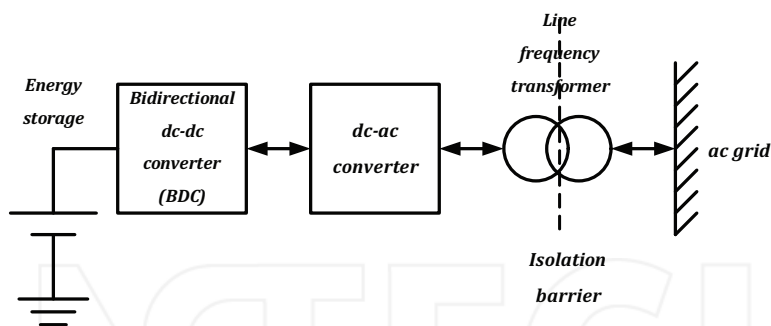 Line
frequency
transformer
Energy
storage
Bidirectional
dc-dc
converter
(BDC)
dc-ac
converter
ac grid
Isolation
barrier